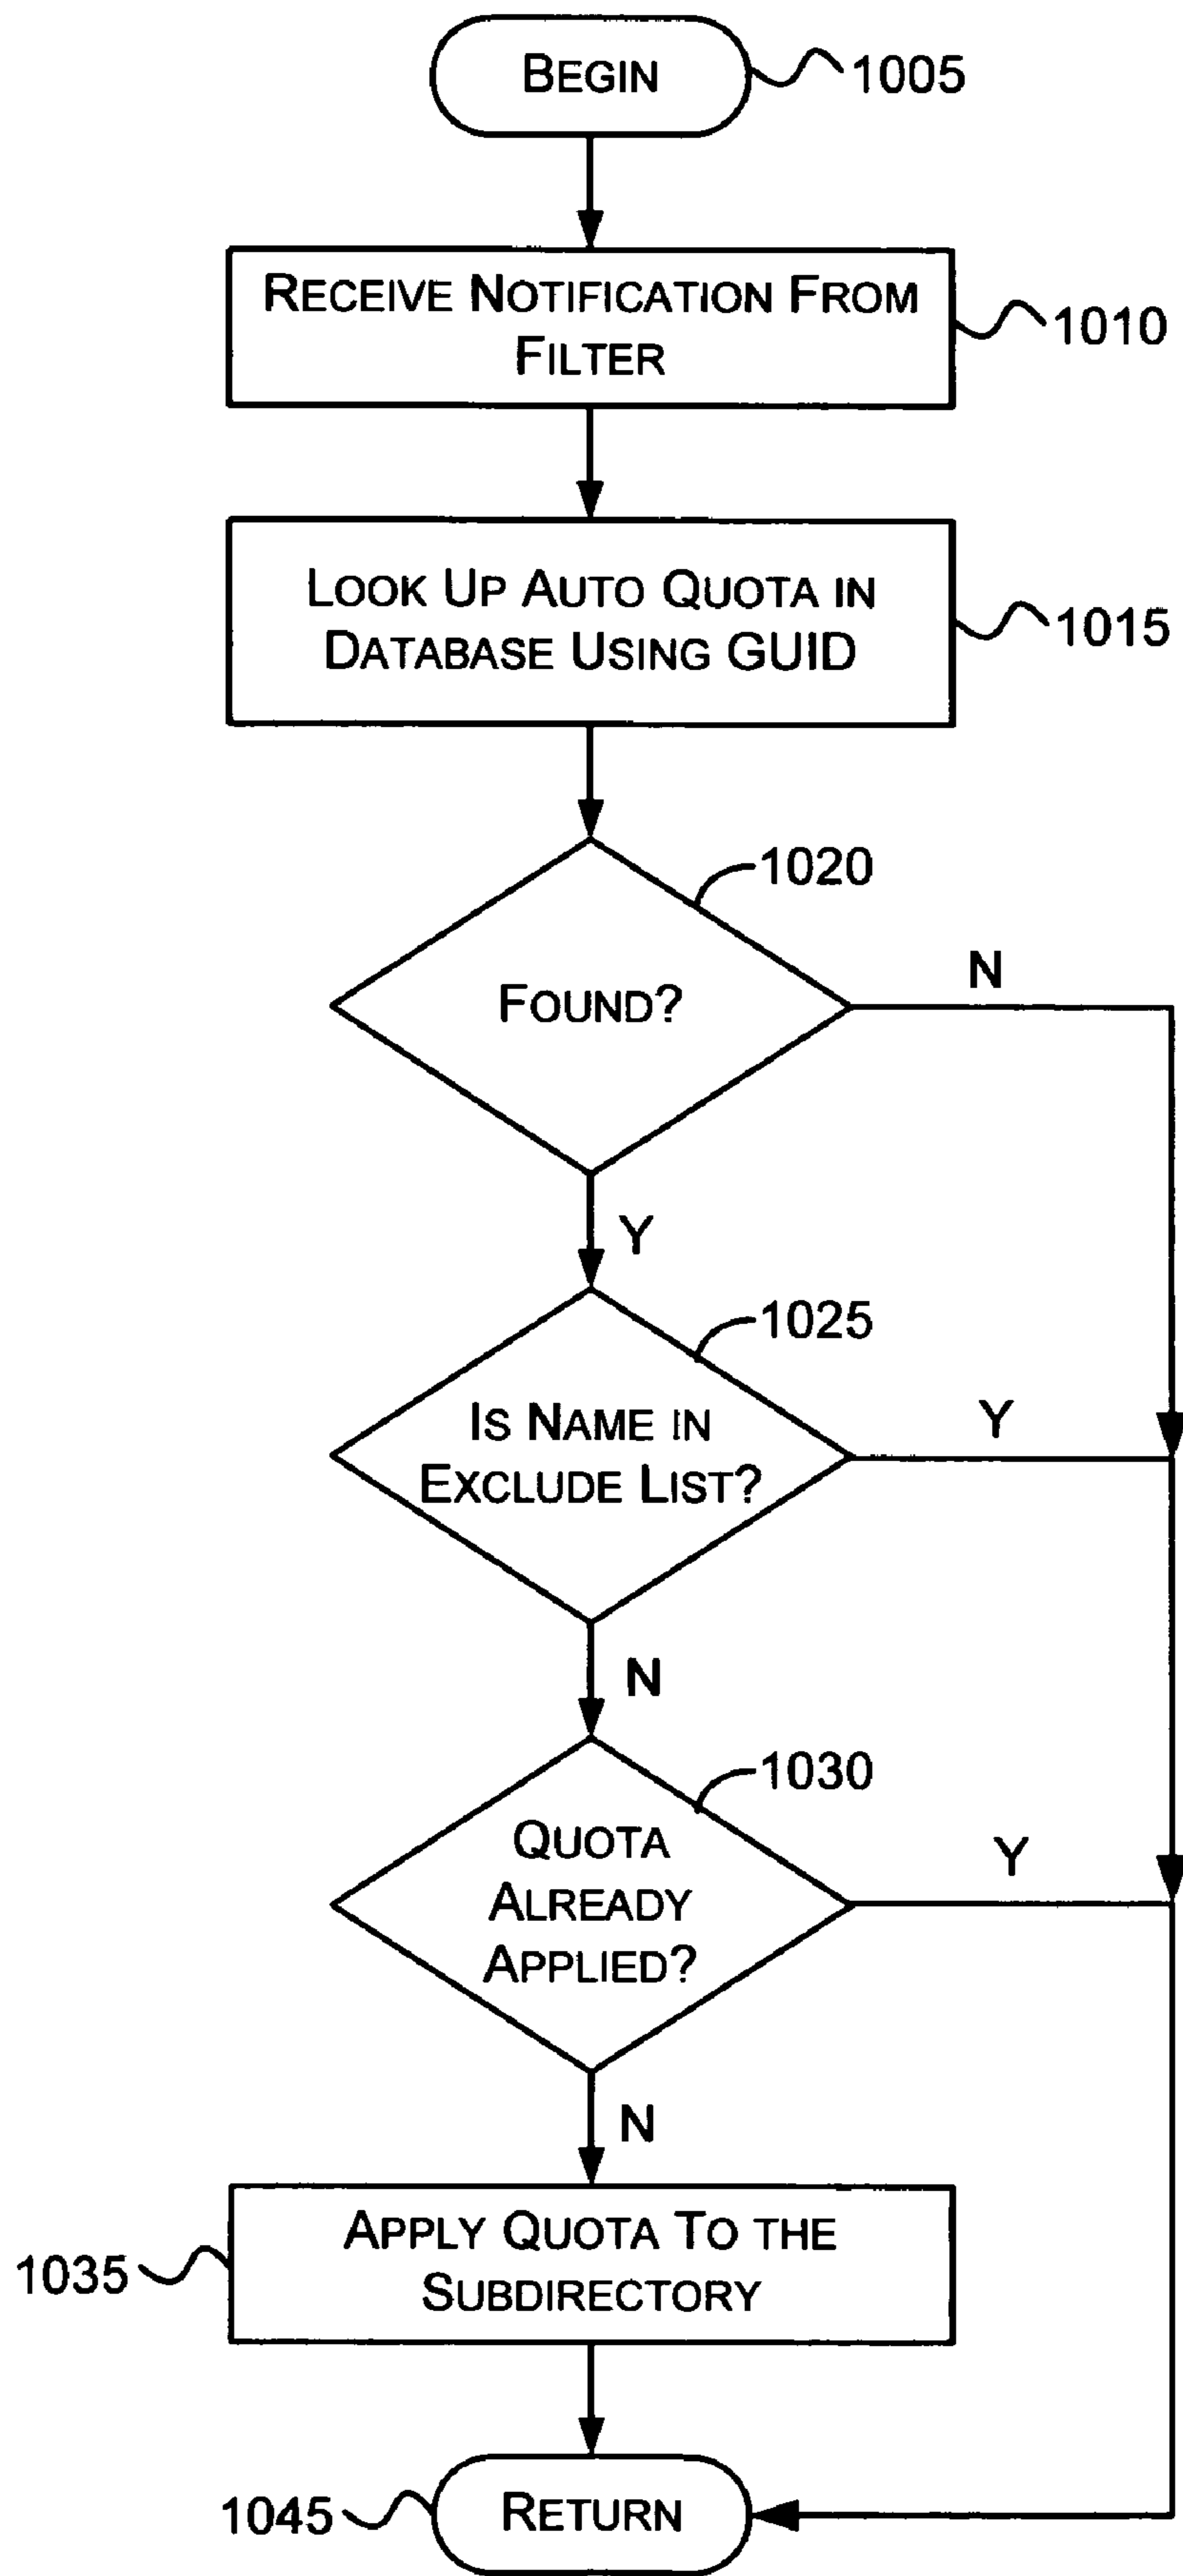 BEGIN
1005
RECEIVE NOTIFICATION FROM
FILTER
1010
LOOK UP AUTO QUOTA IN
DATABASE USING GUID
1015
1020
FOUND?
N
Y
1025
IS NAME IN
EXCLUDE LIST?
Y
N
1030
QUOTA
ALREADY
APPLIED?
Y
N
APPLY QUOTA TO THE
SUBDIRECTORY
1035
RETURN
1045